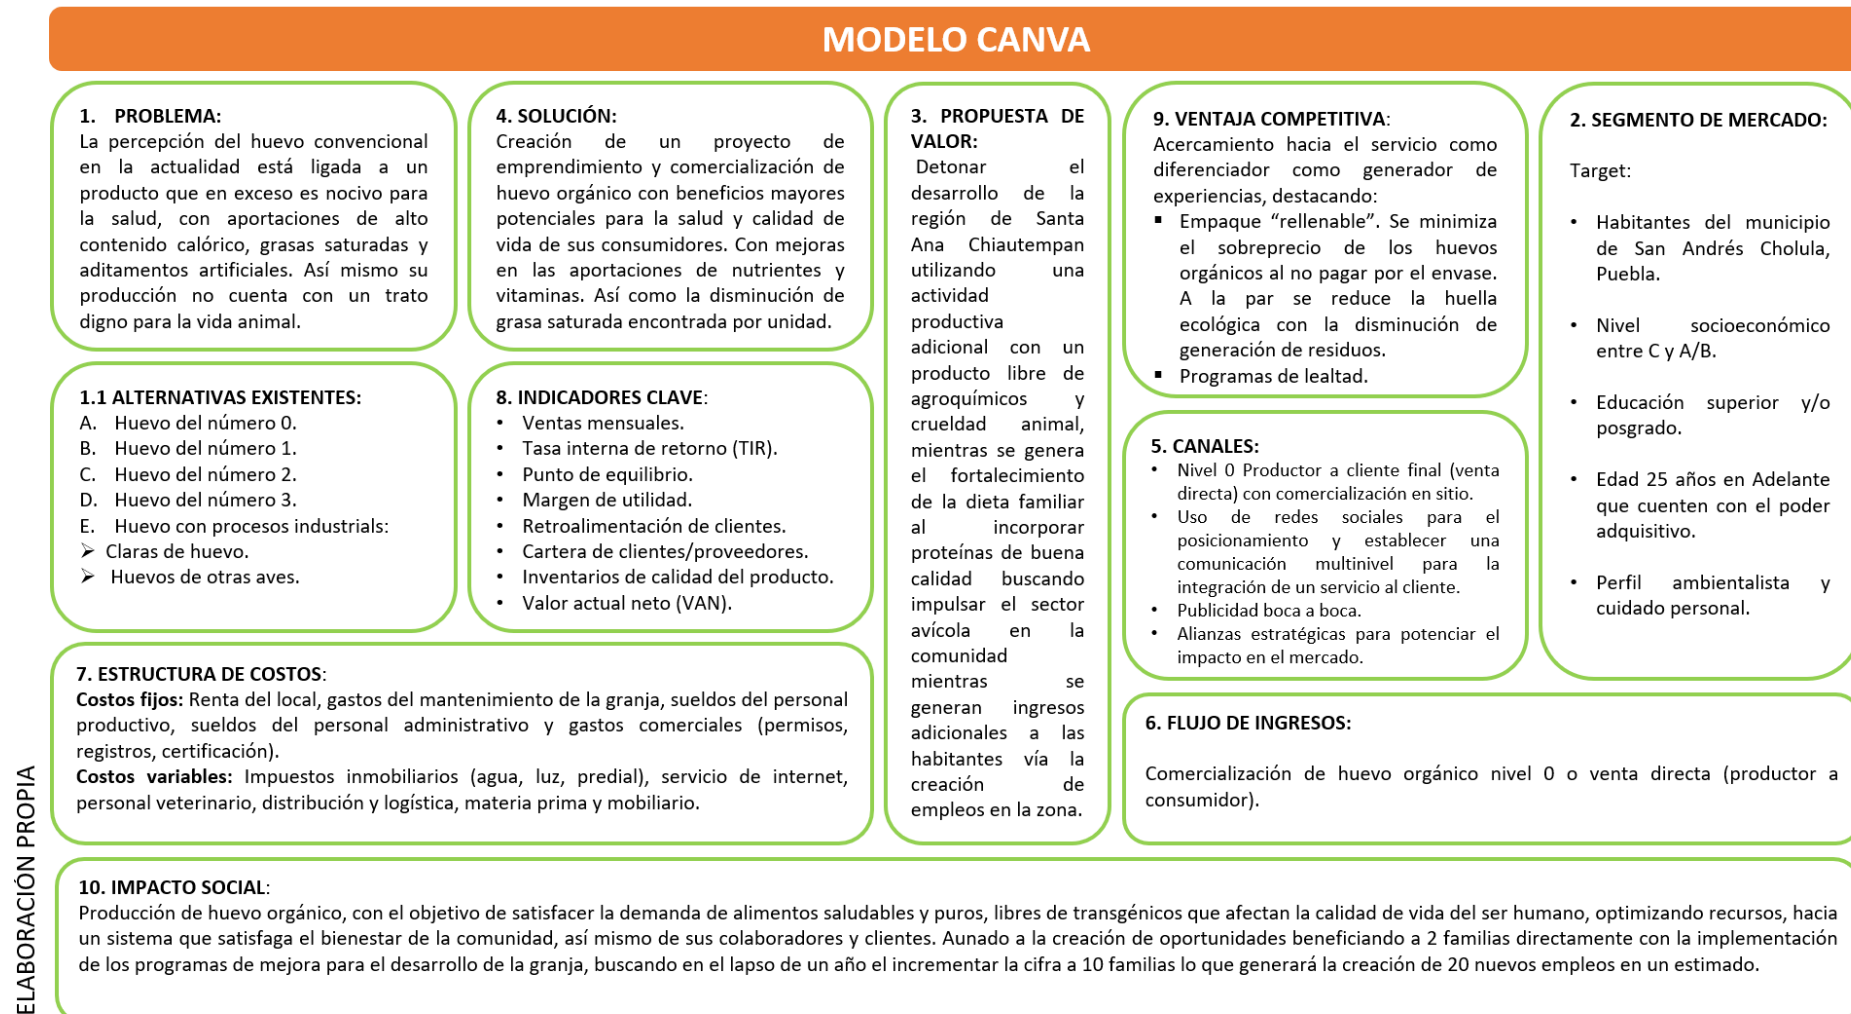 MODELO CANVA
1. PROBLEMA:
La percepción del huevo convencional
en la actualidad está ligada a un
producto que en exceso es nocivo para
la salud, con aportaciones de alto
contenido calórico, grasas saturadas y
aditamentos artificiales. Así mismo su
producción no cuenta con un trato
digno para la vida animal.
1.1 ALTERNATIVAS EXISTENTES:
A. Huevo del número 0.
B. Huevo del número 1.
C. Huevo del número 2.
D. Huevo del número 3.
E. Huevo con procesos industrials:
➢ Claras de huevo.
➢ Huevos de otras aves.
4. SOLUCIÓN:
Creación de un proyecto de
emprendimiento y comercialización de
huevo orgánico con beneficios mayores
potenciales para la salud y calidad de
vida de sus consumidores. Con mejoras
en las aportaciones de nutrientes y
vitaminas. Así como la disminución de
grasa saturada encontrada por unidad.
8. INDICADORES CLAVE:
• Ventas mensuales.
• Tasa interna de retorno (TIR).
• Punto de equilibrio.
• Margen de utilidad.
• Retroalimentación de clientes.
• Cartera de clientes/proveedores.
• Inventarios de calidad del producto.
• Valor actual neto (VAN).
7. ESTRUCTURA DE COSTOS:
Costos fijos: Renta del local, gastos del mantenimiento de la granja, sueldos del personal
productivo, sueldos del personal administrativo y gastos comerciales (permisos,
registros, certificación).
Costos variables: Impuestos inmobiliarios (agua, luz, predial), servicio de internet,
personal veterinario, distribución y logística, materia prima y mobiliario.
3. PROPUESTA DE
VALOR:
Detonar el
desarrollo de la
región de Santa
Ana Chiautempan
utilizando una
actividad
productiva
adicional con un
producto libre de
agroquímicos y
crueldad animal,
mientras se genera
el fortalecimiento
de la dieta familiar
al incorporar
proteínas de buena
calidad buscando
impulsar el sector
avícola en la
comunidad
mientras se
generan ingresos
adicionales a las
habitantes vía la
creación de
empleos en la zona.
9. VENTAJA COMPETITIVA:
Acercamiento hacia el servicio como
diferenciador como generador de
experiencias, destacando:
▪ Empaque “rellenable”. Se minimiza
el sobreprecio de los huevos
orgánicos al no pagar por el envase.
A la par se reduce la huella
ecológica con la disminución de
generación de residuos.
▪ Programas de lealtad.
5. CANALES:
• Nivel 0 Productor a cliente final (venta
directa) con comercialización en sitio.
• Uso de redes sociales para el
posicionamiento y establecer una
comunicación multinivel para la
integración de un servicio al cliente.
• Publicidad boca a boca.
• Alianzas estratégicas para potenciar el
impacto en el mercado.
2. SEGMENTO DE MERCADO:
Target:
• Habitantes del municipio
de San Andrés Cholula,
Puebla.
• Nivel socioeconómico
entre C y A/B.
• Educación superior y/o
posgrado.
• Edad 25 años en Adelante
que cuenten con el poder
adquisitivo.
• Perfil ambientalista y
cuidado personal.
6. FLUJO DE INGRESOS:
Comercialización de huevo orgánico nivel 0 o venta directa (productor a
consumidor).
10. IMPACTO SOCIAL:
Producción de huevo orgánico, con el objetivo de satisfacer la demanda de alimentos saludables y puros, libres de transgénicos que afectan la calidad de vida del ser humano, optimizando recursos, hacia
un sistema que satisfaga el bienestar de la comunidad, así mismo de sus colaboradores y clientes. Aunado a la creación de oportunidades beneficiando a 2 familias directamente con la implementación
de los programas de mejora para el desarrollo de la granja, buscando en el lapso de un año el incrementar la cifra a 10 familias lo que generará la creación de 20 nuevos empleos en un estimado.
ELABORACIÓN PROPIA